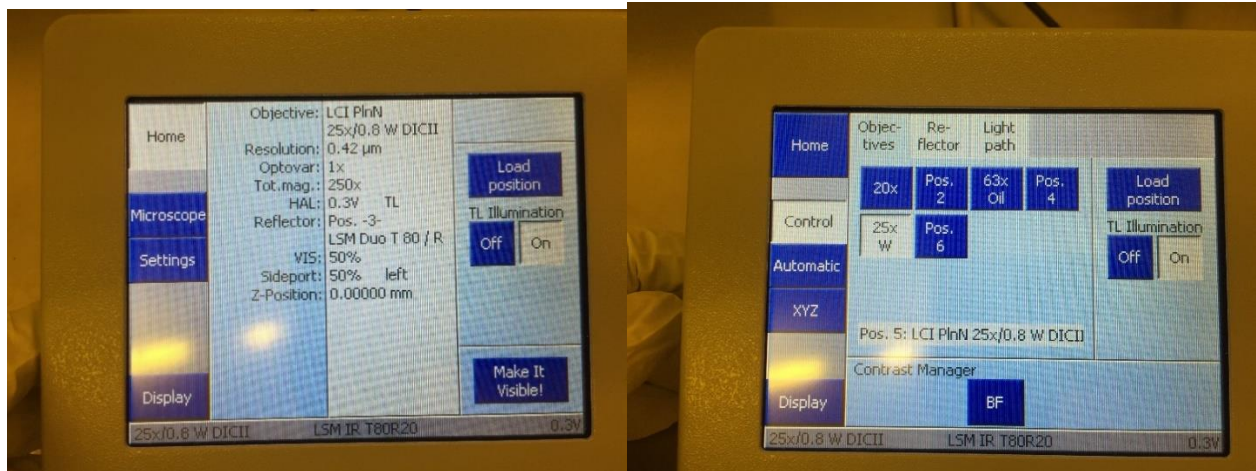 Home
Microscope
Settings
Display
Objective: LCI PlnN
25x/0.8 W DICII
Resolution: 0.42 µm
Optovar: 1x
Tot.mag.: 250x
HAL: 0.3V TL
Reflector: Pos. -3-
LSM Duo T 80 / R
VIS: 50%
Sideport: 50% left
Z-Position: 0.00000 mm
Load
position
TL Illumination
Off On
Make It
Visible!
25x/0.8 W DICII LSM IR T80R20 0.3V
Home
Control
Automatic
XYZ
Display
Objec- Re- Light
tives flector path
20x Pos. 63x Pos.
2 Oil 4
25x Pos.
W 6
Pos. 5: LCI PlnN 25x/0.8 W DICII
Contrast Manager
BF
Load
position
TL Illumination
Off On
25x/0.8 W DICII LSM IR T80R20 0.3V